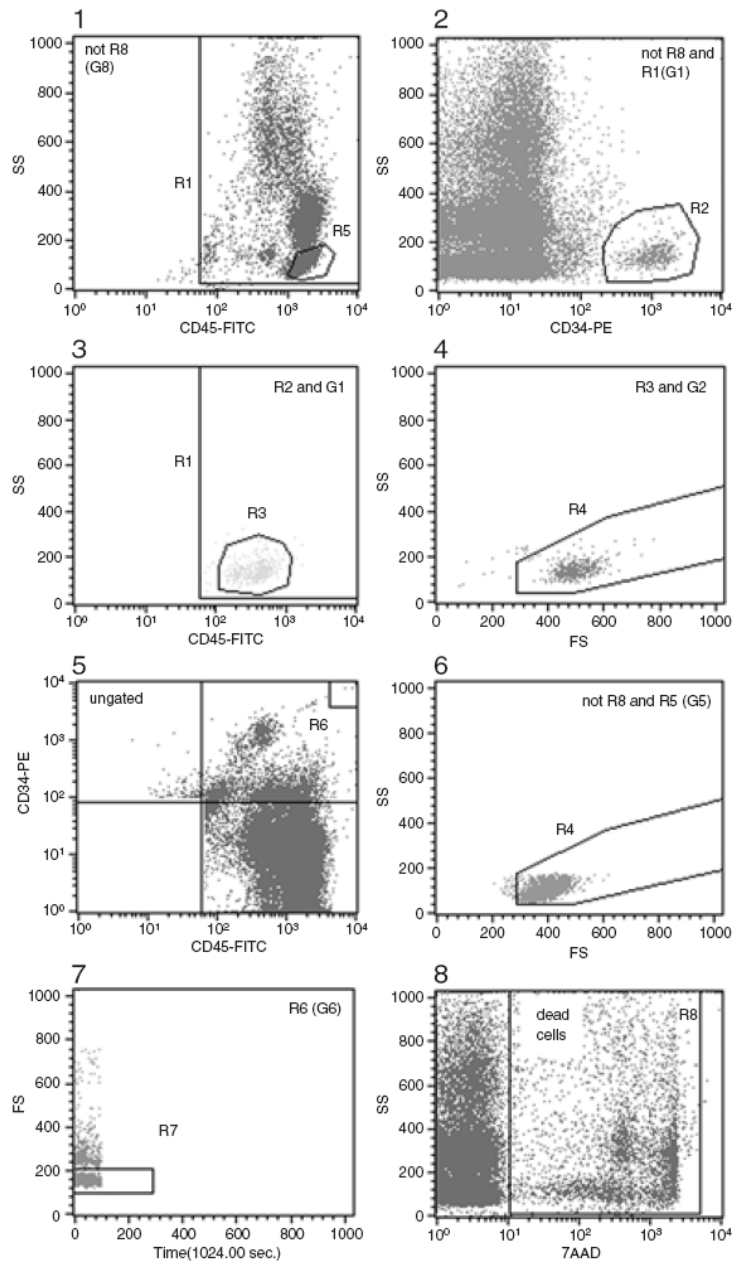 1
not R8
(G8)
R1
R5
SS
1000
800
600
400
200
0
10⁰ 10¹ 10² 10³ 10⁴
CD45-FITC
2
not R8 and
R1(G1)
R2
SS
1000
800
600
400
200
0
10⁰ 10¹ 10² 10³ 10⁴
CD34-PE
3
R2 and G1
R1
R3
SS
1000
800
600
400
200
0
10⁰ 10¹ 10² 10³ 10⁴
CD45-FITC
4
R3 and G2
R4
SS
1000
800
600
400
200
0
0 200 400 600 800 1000
FS
5
ungated
R6
CD34-PE
10⁴
10³
10²
10¹
10⁰
10⁰ 10¹ 10² 10³ 10⁴
CD45-FITC
6
not R8 and R5 (G5)
R4
SS
1000
800
600
400
200
0
0 200 400 600 800 1000
FS
7
R6 (G6)
R7
FS
1000
800
600
400
200
0
0 200 400 600 800 1000
Time(1024.00 sec.)
8
dead
cells
R8
SS
1000
800
600
400
200
0
10⁰ 10¹ 10² 10³ 10⁴
7AAD